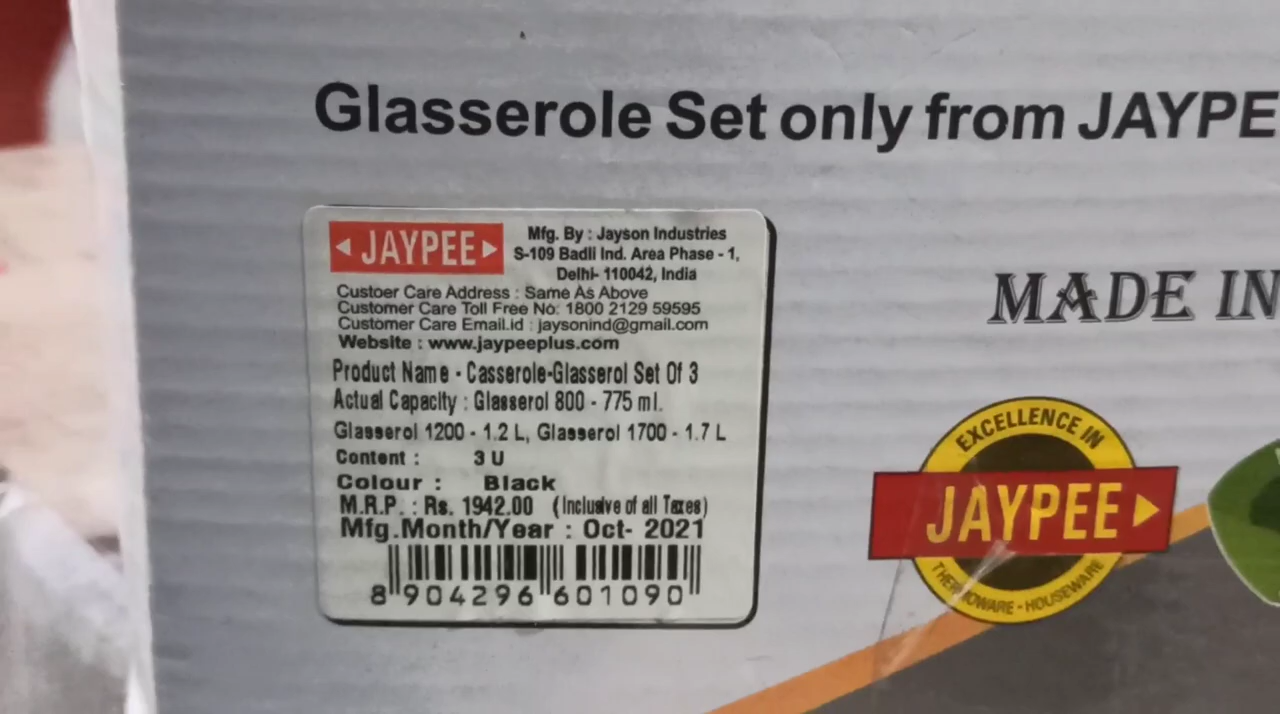 Glasserole Set only from JAYPE
JAYPEE
Mfg. By : Jayson Industries
S-109 Badli Ind. Area Phase - 1,
Delhi- 110042, India
Custoer Care Address : Same As Above
Customer Care Toll Free No: 1800 2129 59595
Customer Care Email.id : jaysonind@gmail.com
Website : www.jaypeeplus.com
Product Name - Casserole-Glasserol Set Of 3
Actual Capacity : Glasserol 800 - 775 ml.
Glasserol 1200 - 1.2 L, Glasserol 1700 - 1.7 L
Content : 3 U
Colour : Black
M.R.P. : Rs. 1942.00 (Inclusive of all Taxes)
Mfg.Month/Year : Oct- 2021
8 904296 601090
MADE IN
EXCELLENCE IN
JAYPEE
THERMOWARE - HOUSEWARE